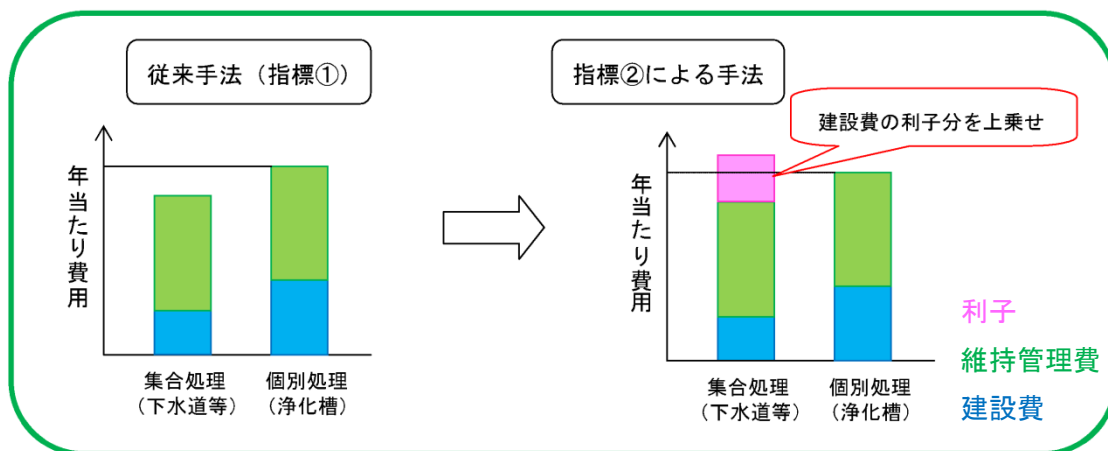 従来手法（指標①）
年当たり費用
集合処理
（下水道等）
個別処理
（浄化槽）
指標②による手法
建設費の利子分を上乗せ
年当たり費用
集合処理
（下水道等）
個別処理
（浄化槽）
利子
維持管理費
建設費